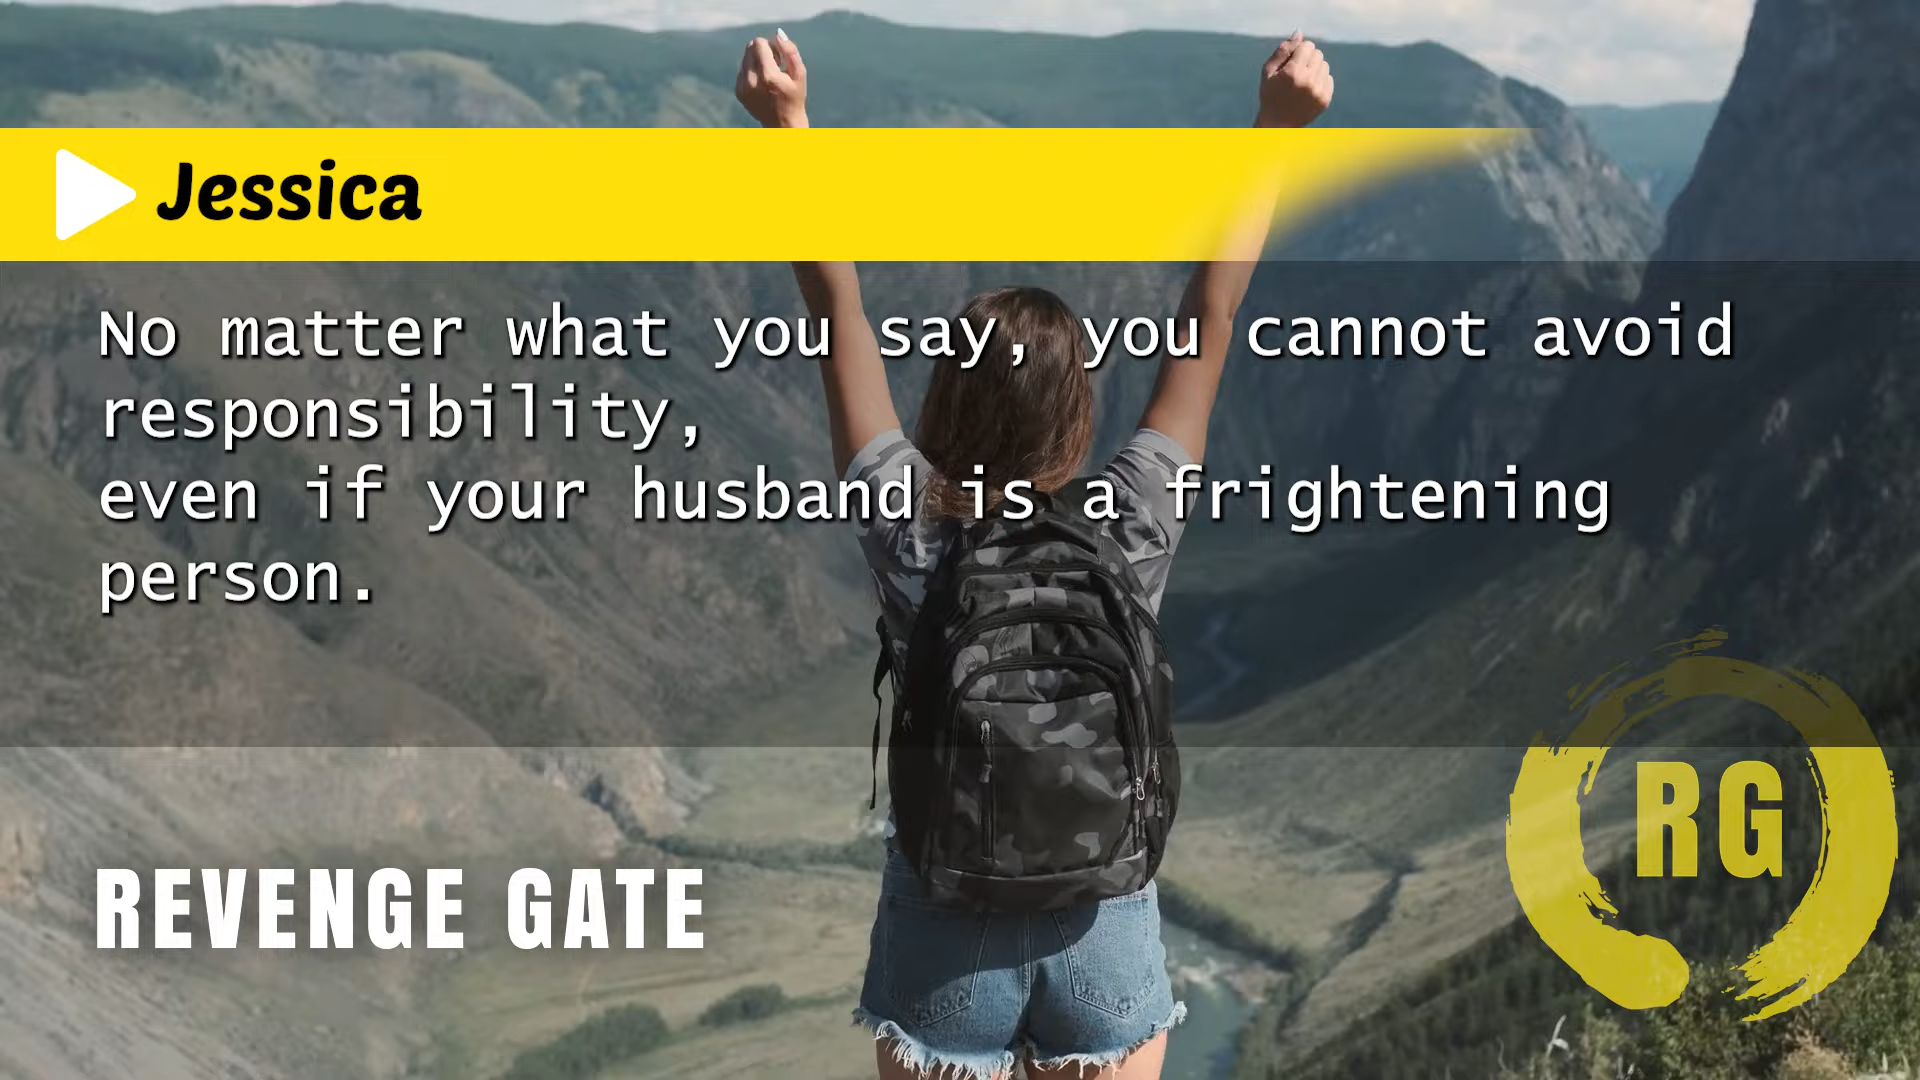 Jessica
No matter what you say, you cannot avoid
responsibility,
even if your husband is a frightening
person.
REVENGE GATE
RG